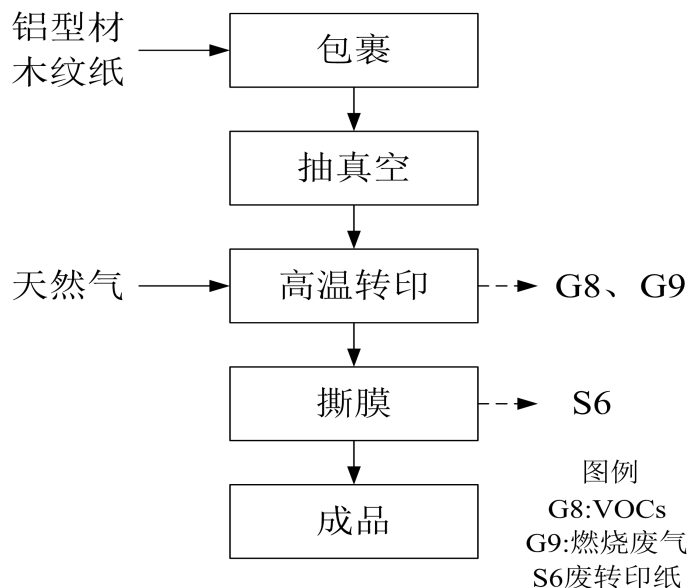 铝型材
木纹纸
包裹
抽真空
天然气
高温转印
G8、G9
撕膜
S6
成品
图例
G8:VOCs
G9:燃烧废气
S6废转印纸